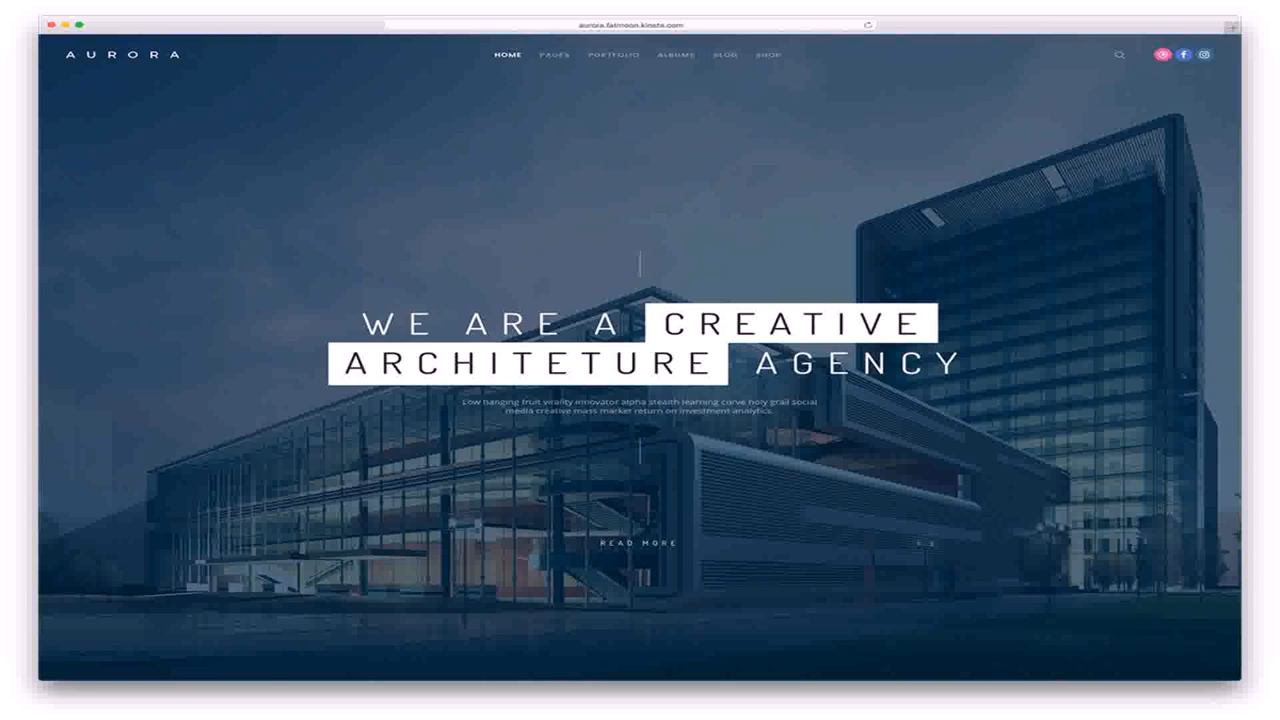 aurora.fatmoon.kinsta.com
AURORA
HOME PAGES PORTFOLIO ALBUMS BLOG SHOP
WE ARE A CREATIVE
ARCHITETURE AGENCY
Low hanging fruit virality innovator alpha stealth learning curve holy grail social
media creative mass market return on investment analytics.
READ MORE